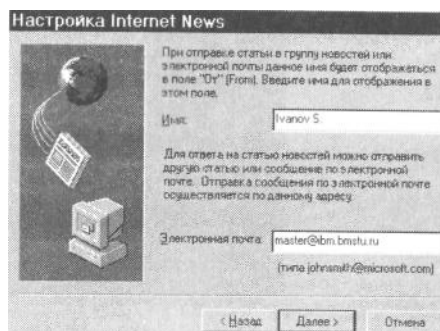 Настройка Internet News
При отправке статьи в группу новостей или
электронной почты данное имя будет отображаться
в поле "От" (From). Введите имя для отображения в
этом поле.
Имя: Ivanov S.
Для ответа на статью новостей можно отправить
другую статью или сообщение по электронной
почте. Отправка сообщения по электронной почте
осуществляется по данному адресу.
Электронная почта: master@ibm.bmstu.ru
(типа johnsmith@microsoft.com)
< Назад Далее > Отмена